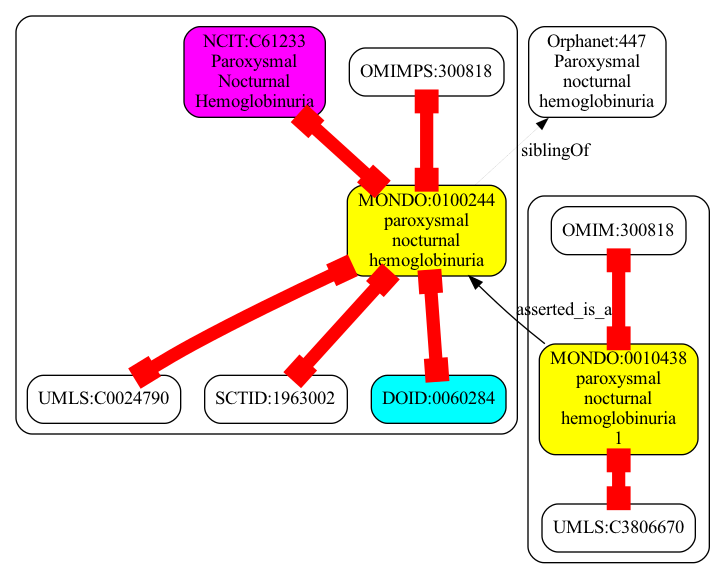 NCIT:C61233
Paroxysmal
Nocturnal
Hemoglobinuria
OMIMPS:300818
Orphanet:447
Paroxysmal
nocturnal
hemoglobinuria
siblingOf
MONDO:0100244
paroxysmal
nocturnal
hemoglobinuria
OMIM:300818
asserted_is_a
MONDO:0010438
paroxysmal
nocturnal
hemoglobinuria
1
UMLS:C0024790
SCTID:1963002
DOID:0060284
UMLS:C3806670